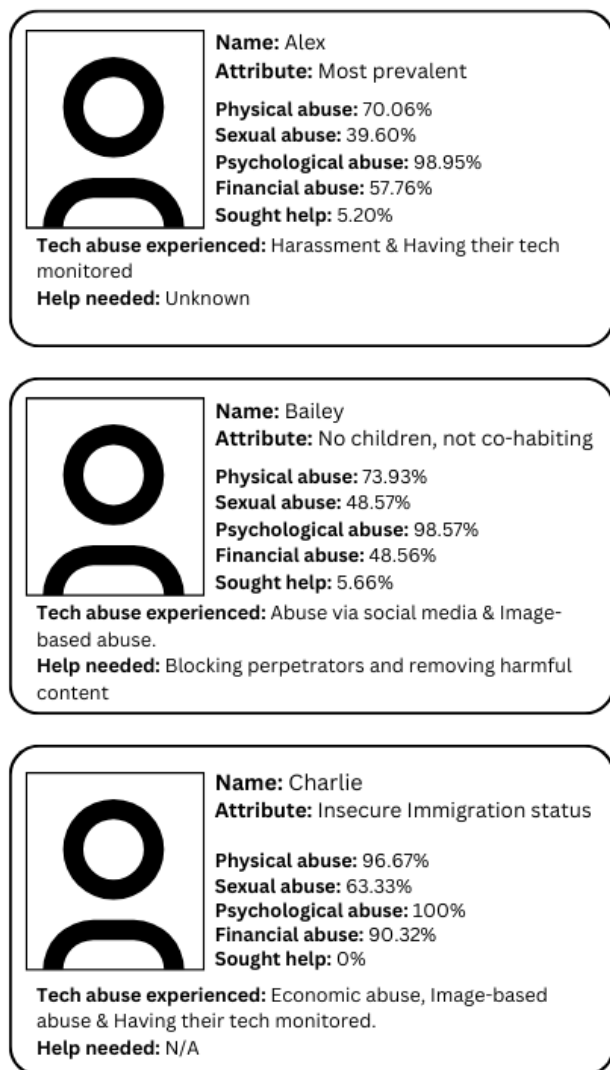 Name: Alex
Attribute: Most prevalent
Physical abuse: 70.06%
Sexual abuse: 39.60%
Psychological abuse: 98.95%
Financial abuse: 57.76%
Sought help: 5.20%
Tech abuse experienced: Harassment & Having their tech
monitored
Help needed: Unknown
Name: Bailey
Attribute: No children, not co-habiting
Physical abuse: 73.93%
Sexual abuse: 48.57%
Psychological abuse: 98.57%
Financial abuse: 48.56%
Sought help: 5.66%
Tech abuse experienced: Abuse via social media & Image-
based abuse.
Help needed: Blocking perpetrators and removing harmful
content
Name: Charlie
Attribute: Insecure Immigration status
Physical abuse: 96.67%
Sexual abuse: 63.33%
Psychological abuse: 100%
Financial abuse: 90.32%
Sought help: 0%
Tech abuse experienced: Economic abuse, Image-based
abuse & Having their tech monitored.
Help needed: N/A